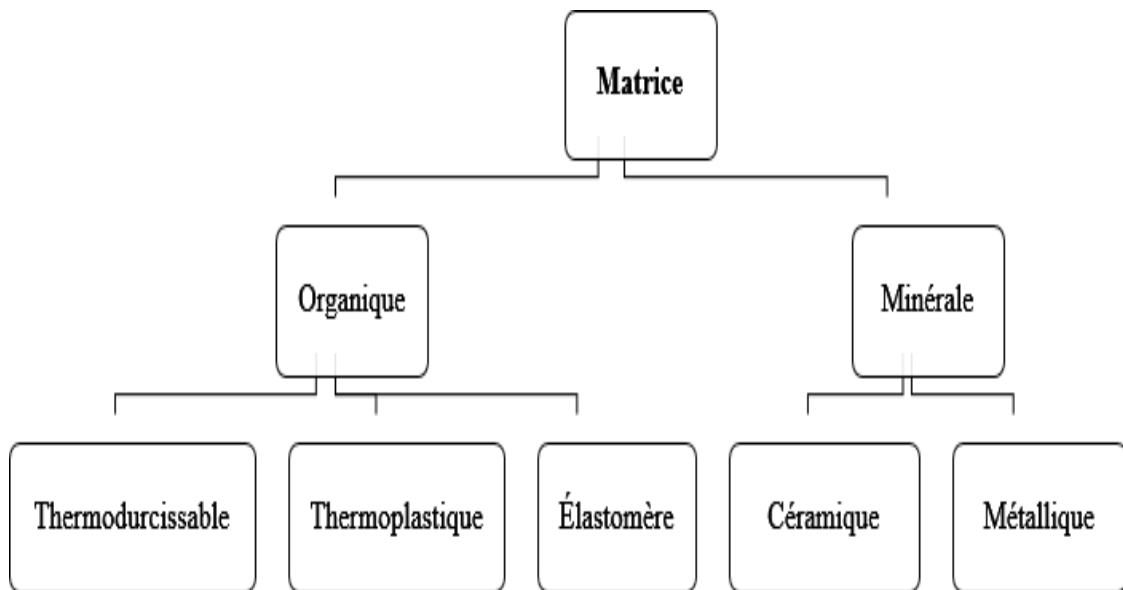 Matrice
Organique
Minérale
Thermodurcissable
Thermoplastique
Élastomère
Céramique
Métallique